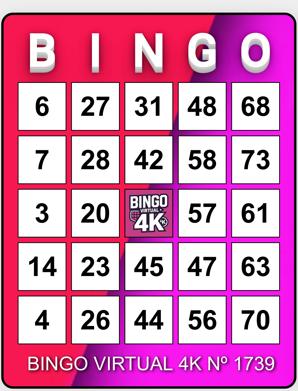 B I N G O
6 27 31 48 68
7 28 42 58 73
3 20 BINGO VIRTUAL 4K 57 61
14 23 45 47 63
4 26 44 56 70
BINGO VIRTUAL 4K Nº 1739